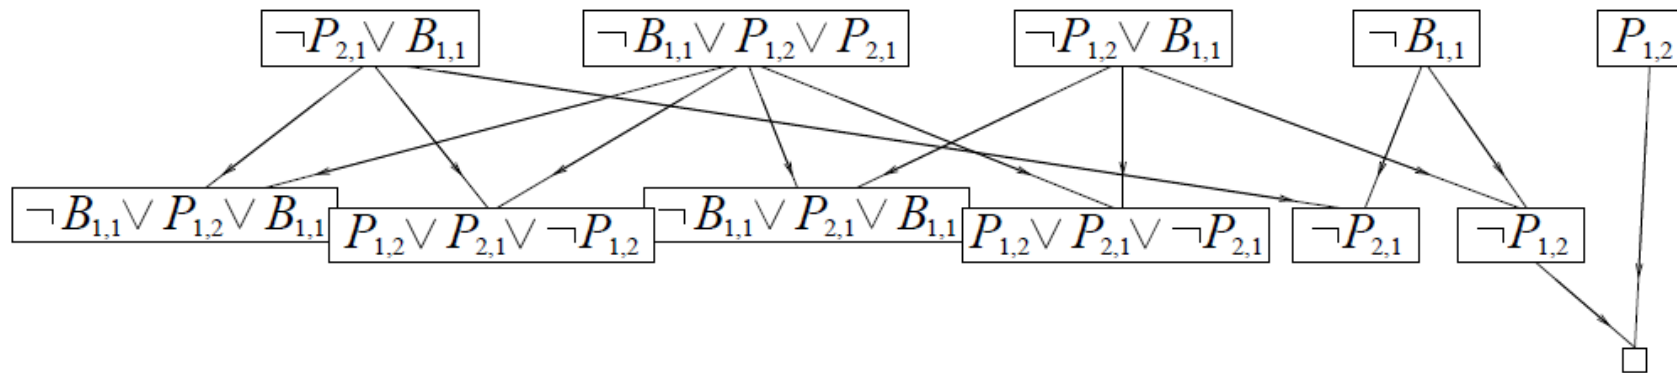 ¬P₂,₁ ∨ B₁,₁ ¬B₁,₁ ∨ P₁,₂ ∨ P₂,₁ ¬P₁,₂ ∨ B₁,₁ ¬B₁,₁ P₁,₂
¬B₁,₁ ∨ P₁,₂ ∨ B₁,₁ P₁,₂ ∨ P₂,₁ ∨ ¬P₁,₂ ¬B₁,₁ ∨ P₂,₁ ∨ B₁,₁ P₁,₂ ∨ P₂,₁ ∨ ¬P₂,₁ ¬P₂,₁ ¬P₁,₂